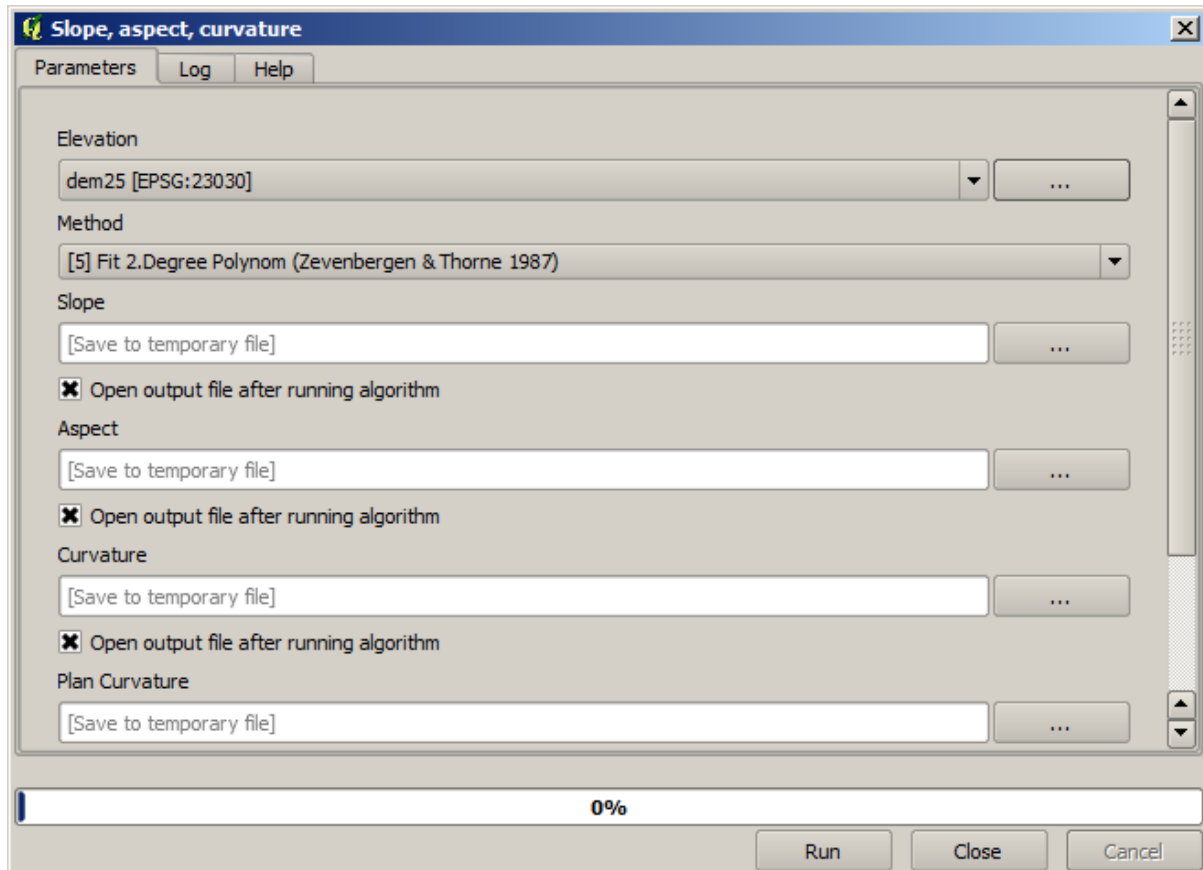 Slope, aspect, curvature
Parameters Log Help
Elevation
dem25 [EPSG:23030] ...
Method
[5] Fit 2.Degree Polynom (Zevenbergen & Thorne 1987)
Slope
[Save to temporary file] ...
Open output file after running algorithm
Aspect
[Save to temporary file] ...
Open output file after running algorithm
Curvature
[Save to temporary file] ...
Open output file after running algorithm
Plan Curvature
[Save to temporary file] ...
0%
Run Close Cancel